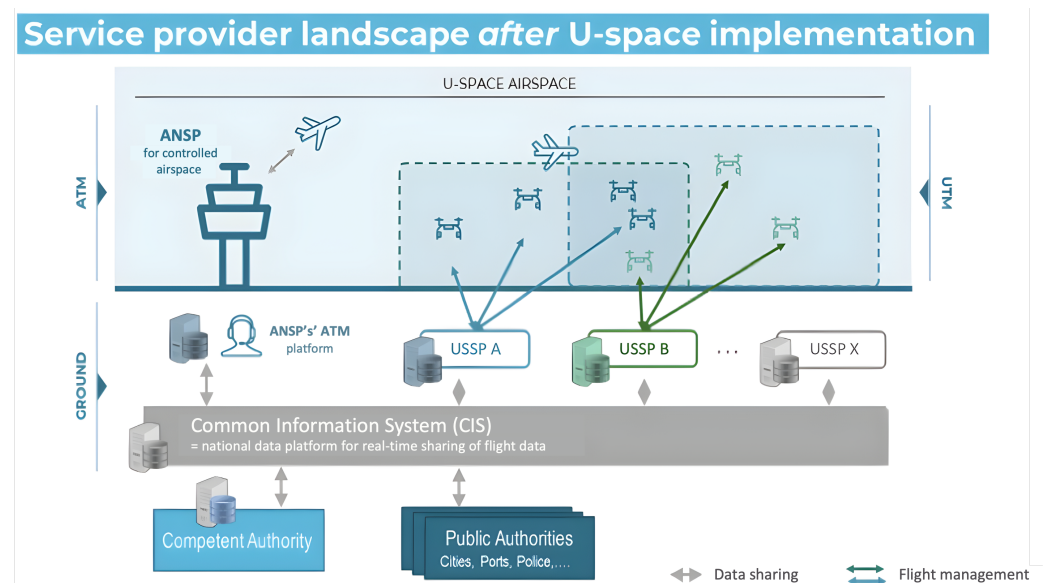 Service provider landscape after U-space implementation
U-SPACE AIRSPACE
ANSP
for controlled
airspace
ATM
UTM
GROUND
ANSP's' ATM
platform
USSP A
USSP B
...
USSP X
Common Information System (CIS)
= national data platform for real-time sharing of flight data
Competent Authority
Public Authorities
Cities, Ports, Police,....
Data sharing
Flight management